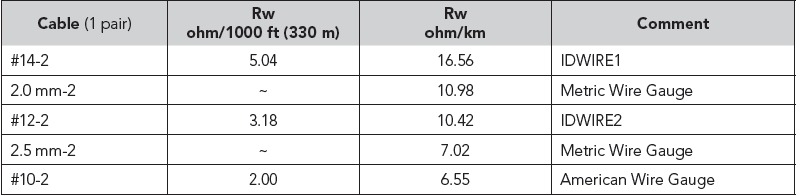 Cable (1 pair) Rw ohm/1000 ft (330 m) Rw ohm/km Comment
#14-2 5.04 16.56 IDWIRE1
2.0 mm-2 ~ 10.98 Metric Wire Gauge
#12-2 3.18 10.42 IDWIRE2
2.5 mm-2 ~ 7.02 Metric Wire Gauge
#10-2 2.00 6.55 American Wire Gauge